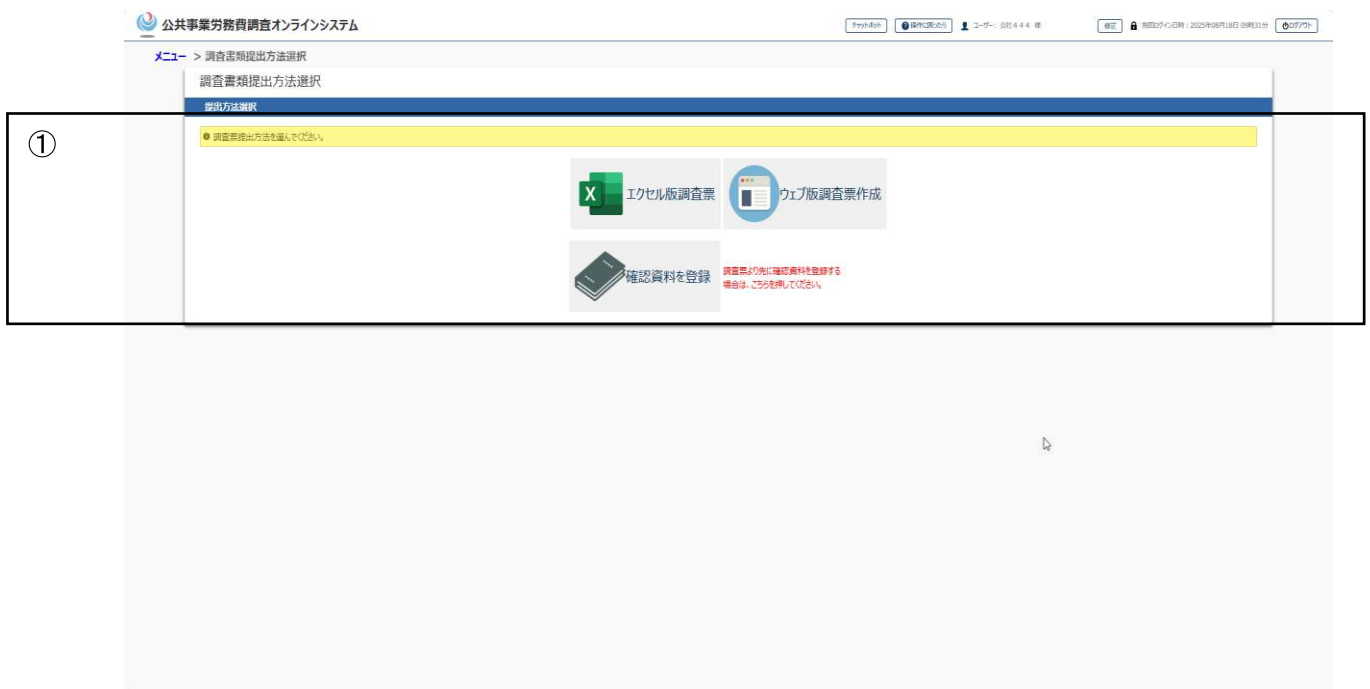 公共事業労務費調査オンラインシステム
チャットボット
操作に困ったら
ユーザー: 会社４４４ 様
修正
前回ログイン日時：2025年08月18日 09時31分
ログアウト
メニュー > 調査書類提出方法選択
調査書類提出方法選択
提出方法選択
①
調査票提出方法を選んでください。
エクセル版調査票
ウェブ版調査票作成
確認資料を登録
調査票より先に確認資料を登録する
場合は、こちらを押してください。